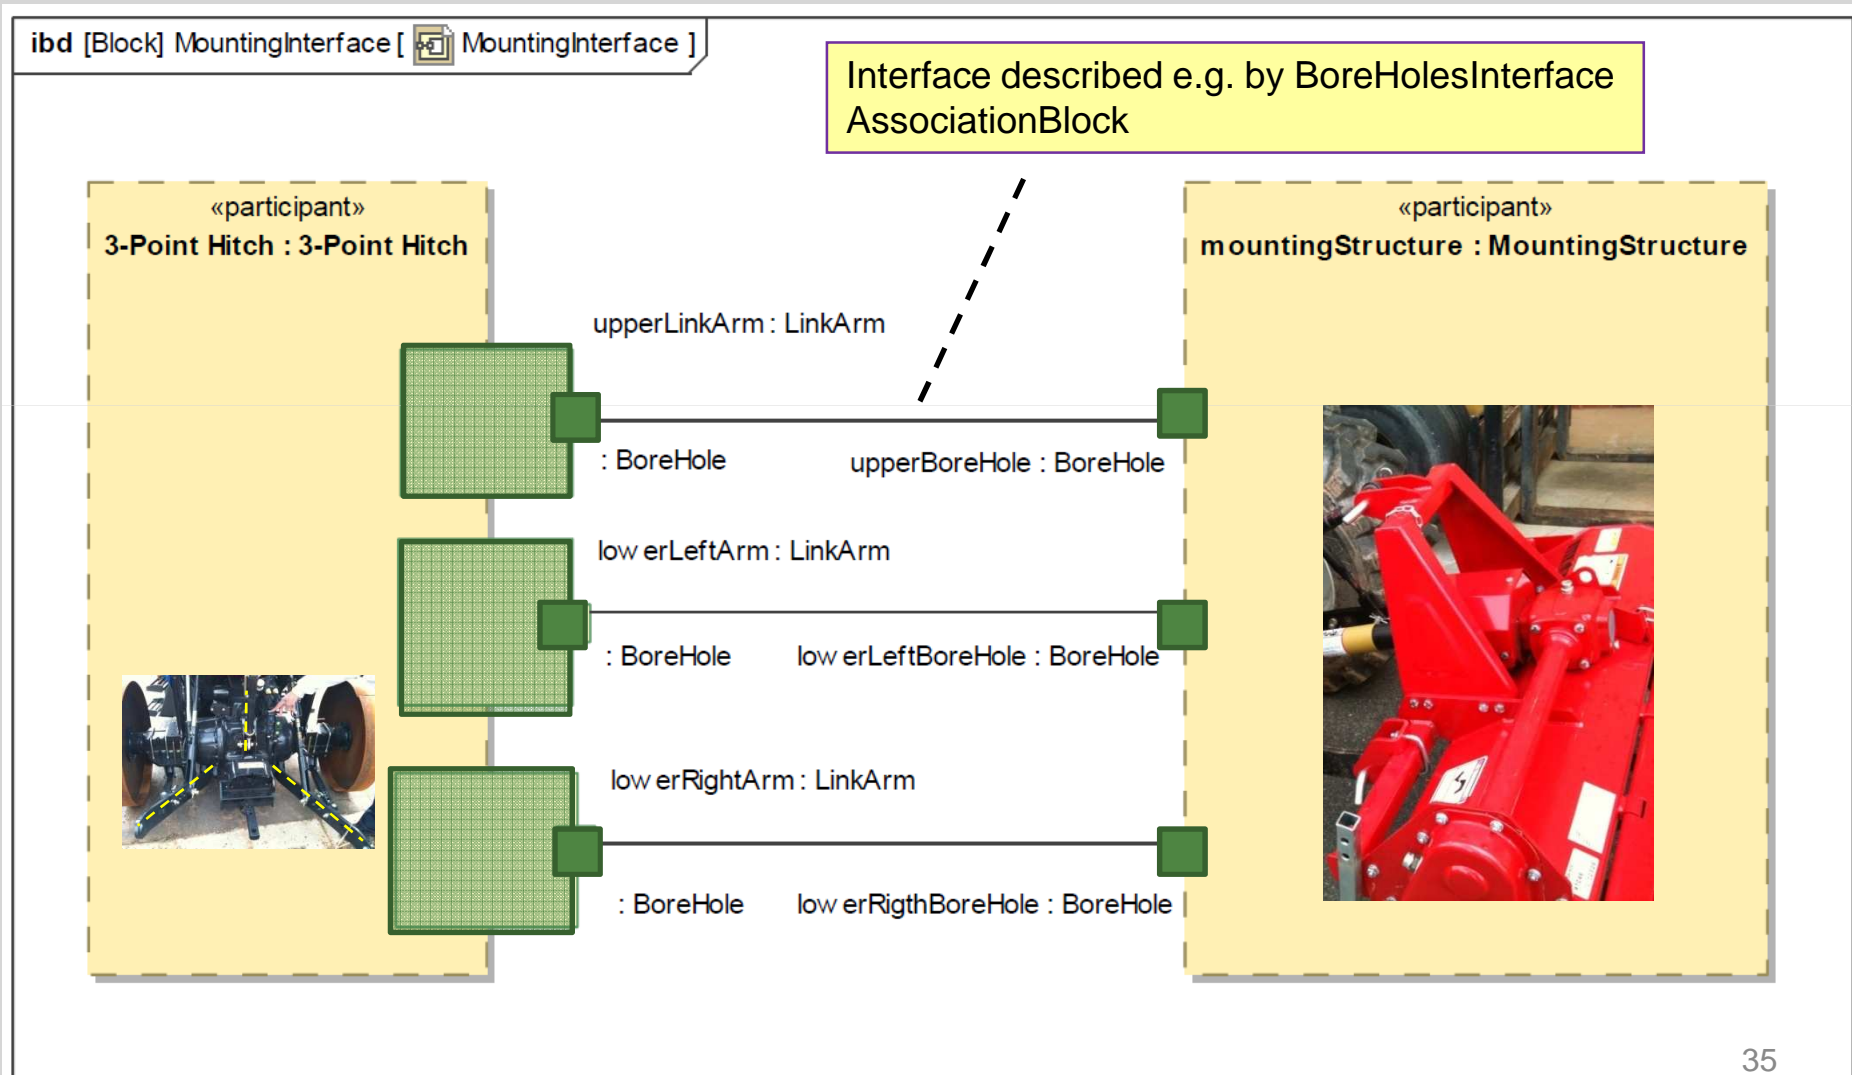 ibd [Block] MountingInterface [ MountingInterface ]
Interface described e.g. by BoreHolesInterface
AssociationBlock
«participant»
3-Point Hitch : 3-Point Hitch
«participant»
mountingStructure : MountingStructure
upperLinkArm : LinkArm
: BoreHole
upperBoreHole : BoreHole
lowerLeftArm : LinkArm
: BoreHole
lowerLeftBoreHole : BoreHole
lowerRightArm : LinkArm
: BoreHole
lowerRigthBoreHole : BoreHole
35